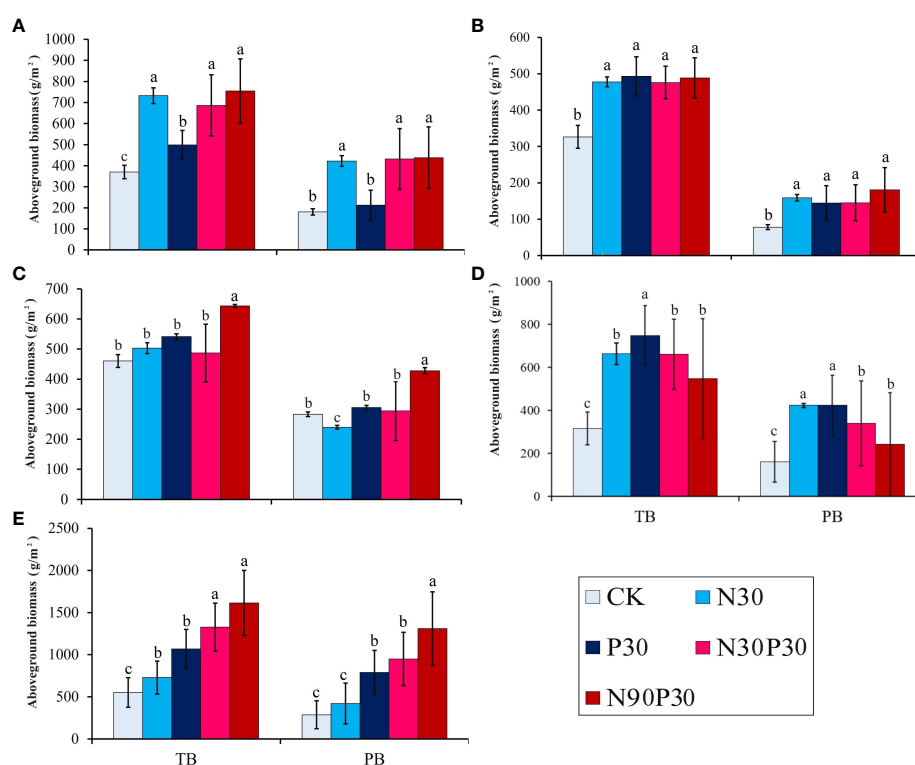 A
Aboveground biomass(g/m²)
1000
900
800
700
600
500
400
300
200
100
0
c
a
b
a
a
b
a
b
a
a
B
Aboveground biomass (g/m²)
600
500
400
300
200
100
0
b
a
a
a
a
b
a
a
a
a
C
Aboveground biomass (g/m²)
700
600
500
400
300
200
100
0
b
b
b
b
a
b
c
b
b
a
D
Aboveground biomass (g/m²)
1000
800
600
400
200
0
c
b
a
b
b
c
a
a
b
b
TB PB
E
Aboveground biomass (g/m²)
2500
2000
1500
1000
500
0
c
c
b
a
a
c
c
b
b
a
TB PB
CK N30
P30 N30P30
N90P30